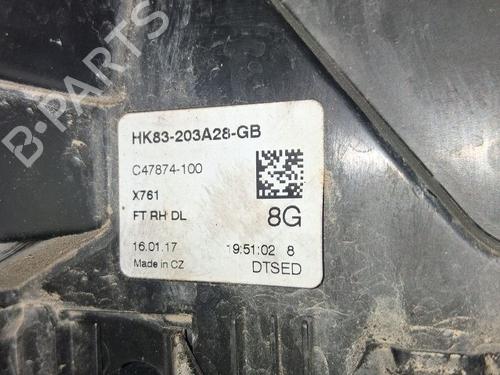 HK83-203A28-GB
C47874-100
X761
FT RH DL
8G
16.01.17 19:51:02 8
Made in CZ DTSED
B-PARTS